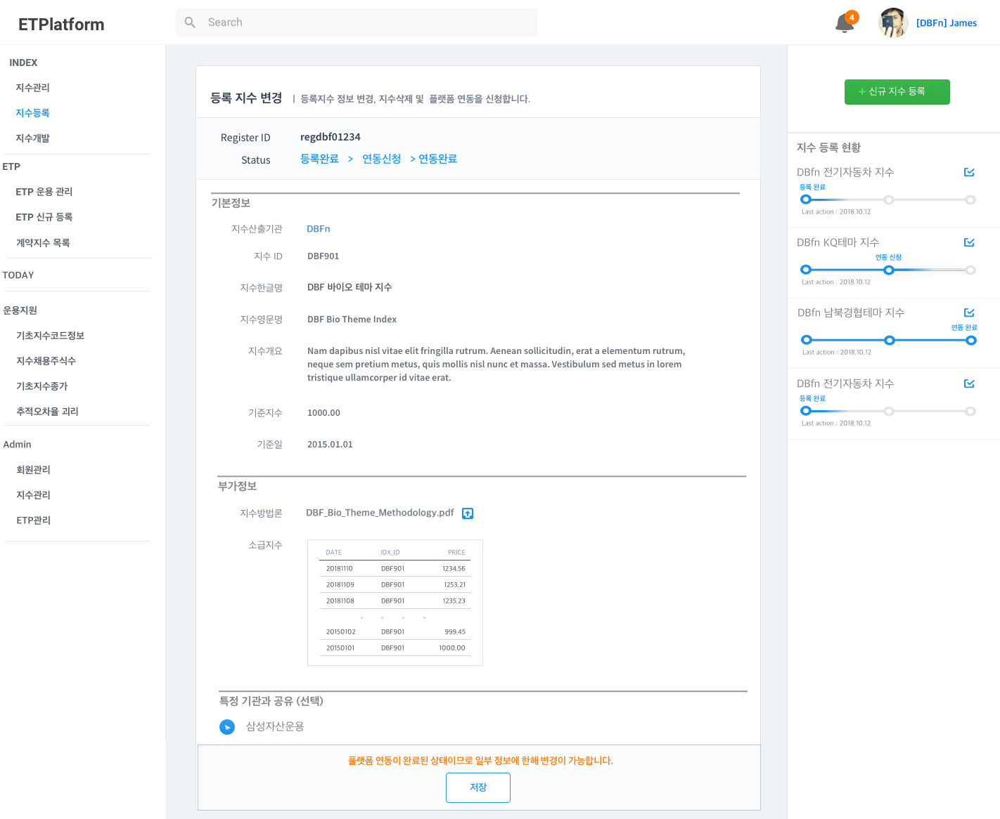 ETPlatform
Search
4
[DBFn] James
INDEX
지수관리
지수등록
지수개발
ETP
ETP 운용 관리
ETP 신규 등록
계약지수 목록
TODAY
운용지원
기초지수코드정보
지수채용주식수
기초지수종가
추적오차율 괴리
Admin
회원관리
지수관리
ETP관리
등록 지수 변경 | 등록지수 정보 변경, 지수삭제 및 플랫폼 연동을 신청합니다.
Register ID regdbf01234
Status 등록완료 > 연동신청 > 연동완료
기본정보
지수산출기관 DBFn
지수 ID DBF901
지수한글명 DBF 바이오 테마 지수
지수영문명 DBF Bio Theme Index
지수개요 Nam dapibus nisl vitae elit fringilla rutrum. Aenean sollicitudin, erat a elementum rutrum,
neque sem pretium metus, quis mollis nisl nunc et massa. Vestibulum sed metus in lorem
tristique ullamcorper id vitae erat.
기준지수 1000.00
기준일 2015.01.01
부가정보
지수방법론 DBF_Bio_Theme_Methodology.pdf
소급지수
DATE IDX_ID PRICE
20181110 DBF901 1234.56
20181109 DBF901 1253.21
20181108 DBF901 1235.23
20150102 DBF901 999.45
20150101 DBF901 1000.00
특정 기관과 공유 (선택)
삼성자산운용
플랫폼 연동이 완료된 상태이므로 일부 정보에 한해 변경이 가능합니다.
저장
+ 신규 지수 등록
지수 등록 현황
DBfn 전기자동차 지수
등록 완료
Last action : 2018.10.12
DBfn KQ테마 지수
연동 신청
Last action : 2018.10.12
DBfn 남북경협테마 지수
연동 완료
Last action : 2018.10.12
DBfn 전기자동차 지수
등록 완료
Last action : 2018.10.12